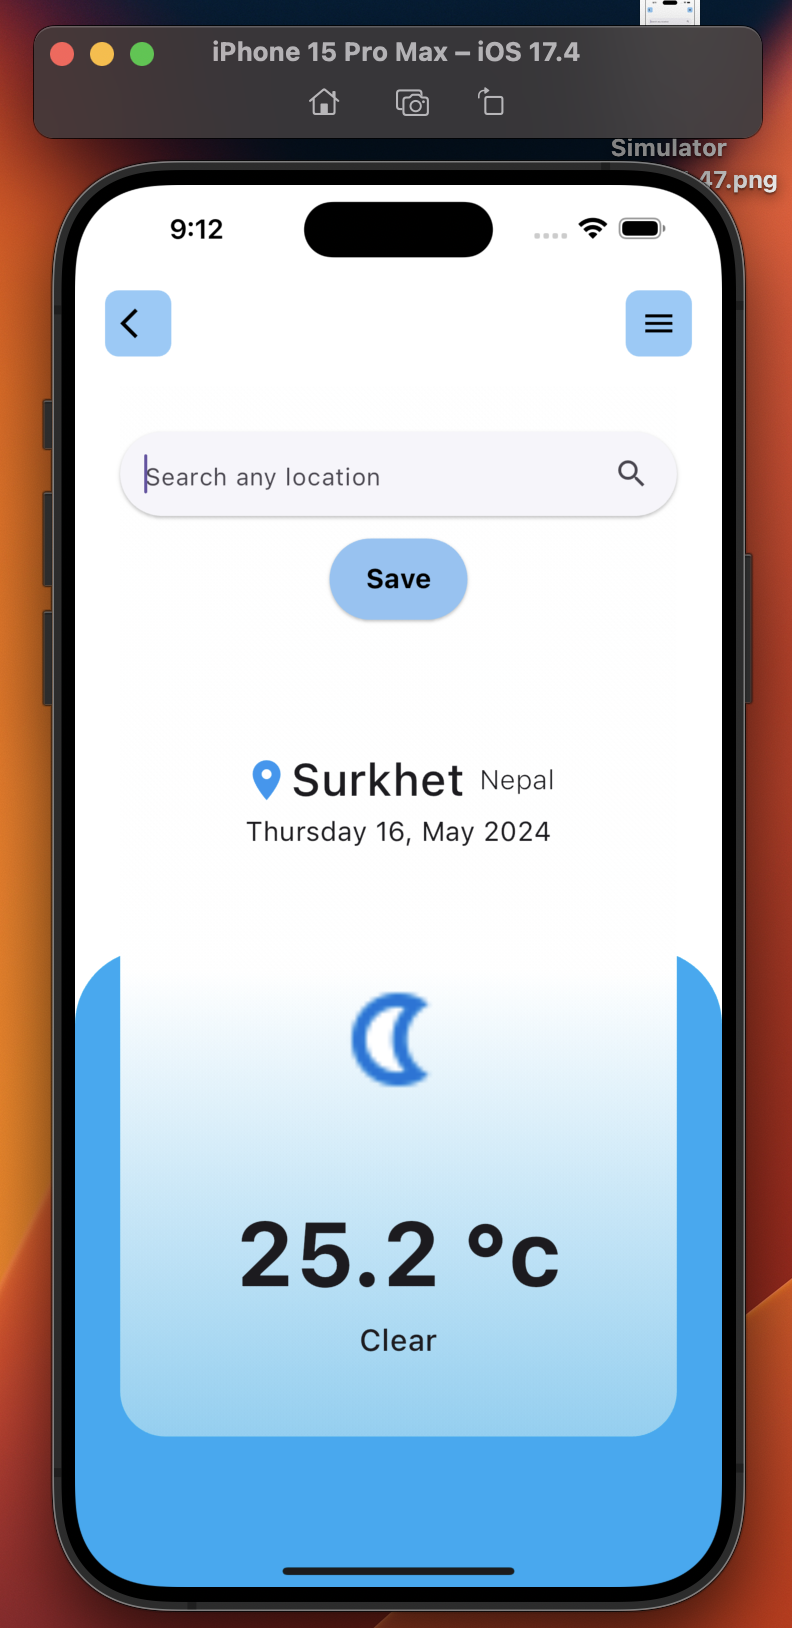 iPhone 15 Pro Max – iOS 17.4
Simulator
47.png
9:12
Search any location
Save
Surkhet Nepal
Thursday 16, May 2024
25.2 °c
Clear